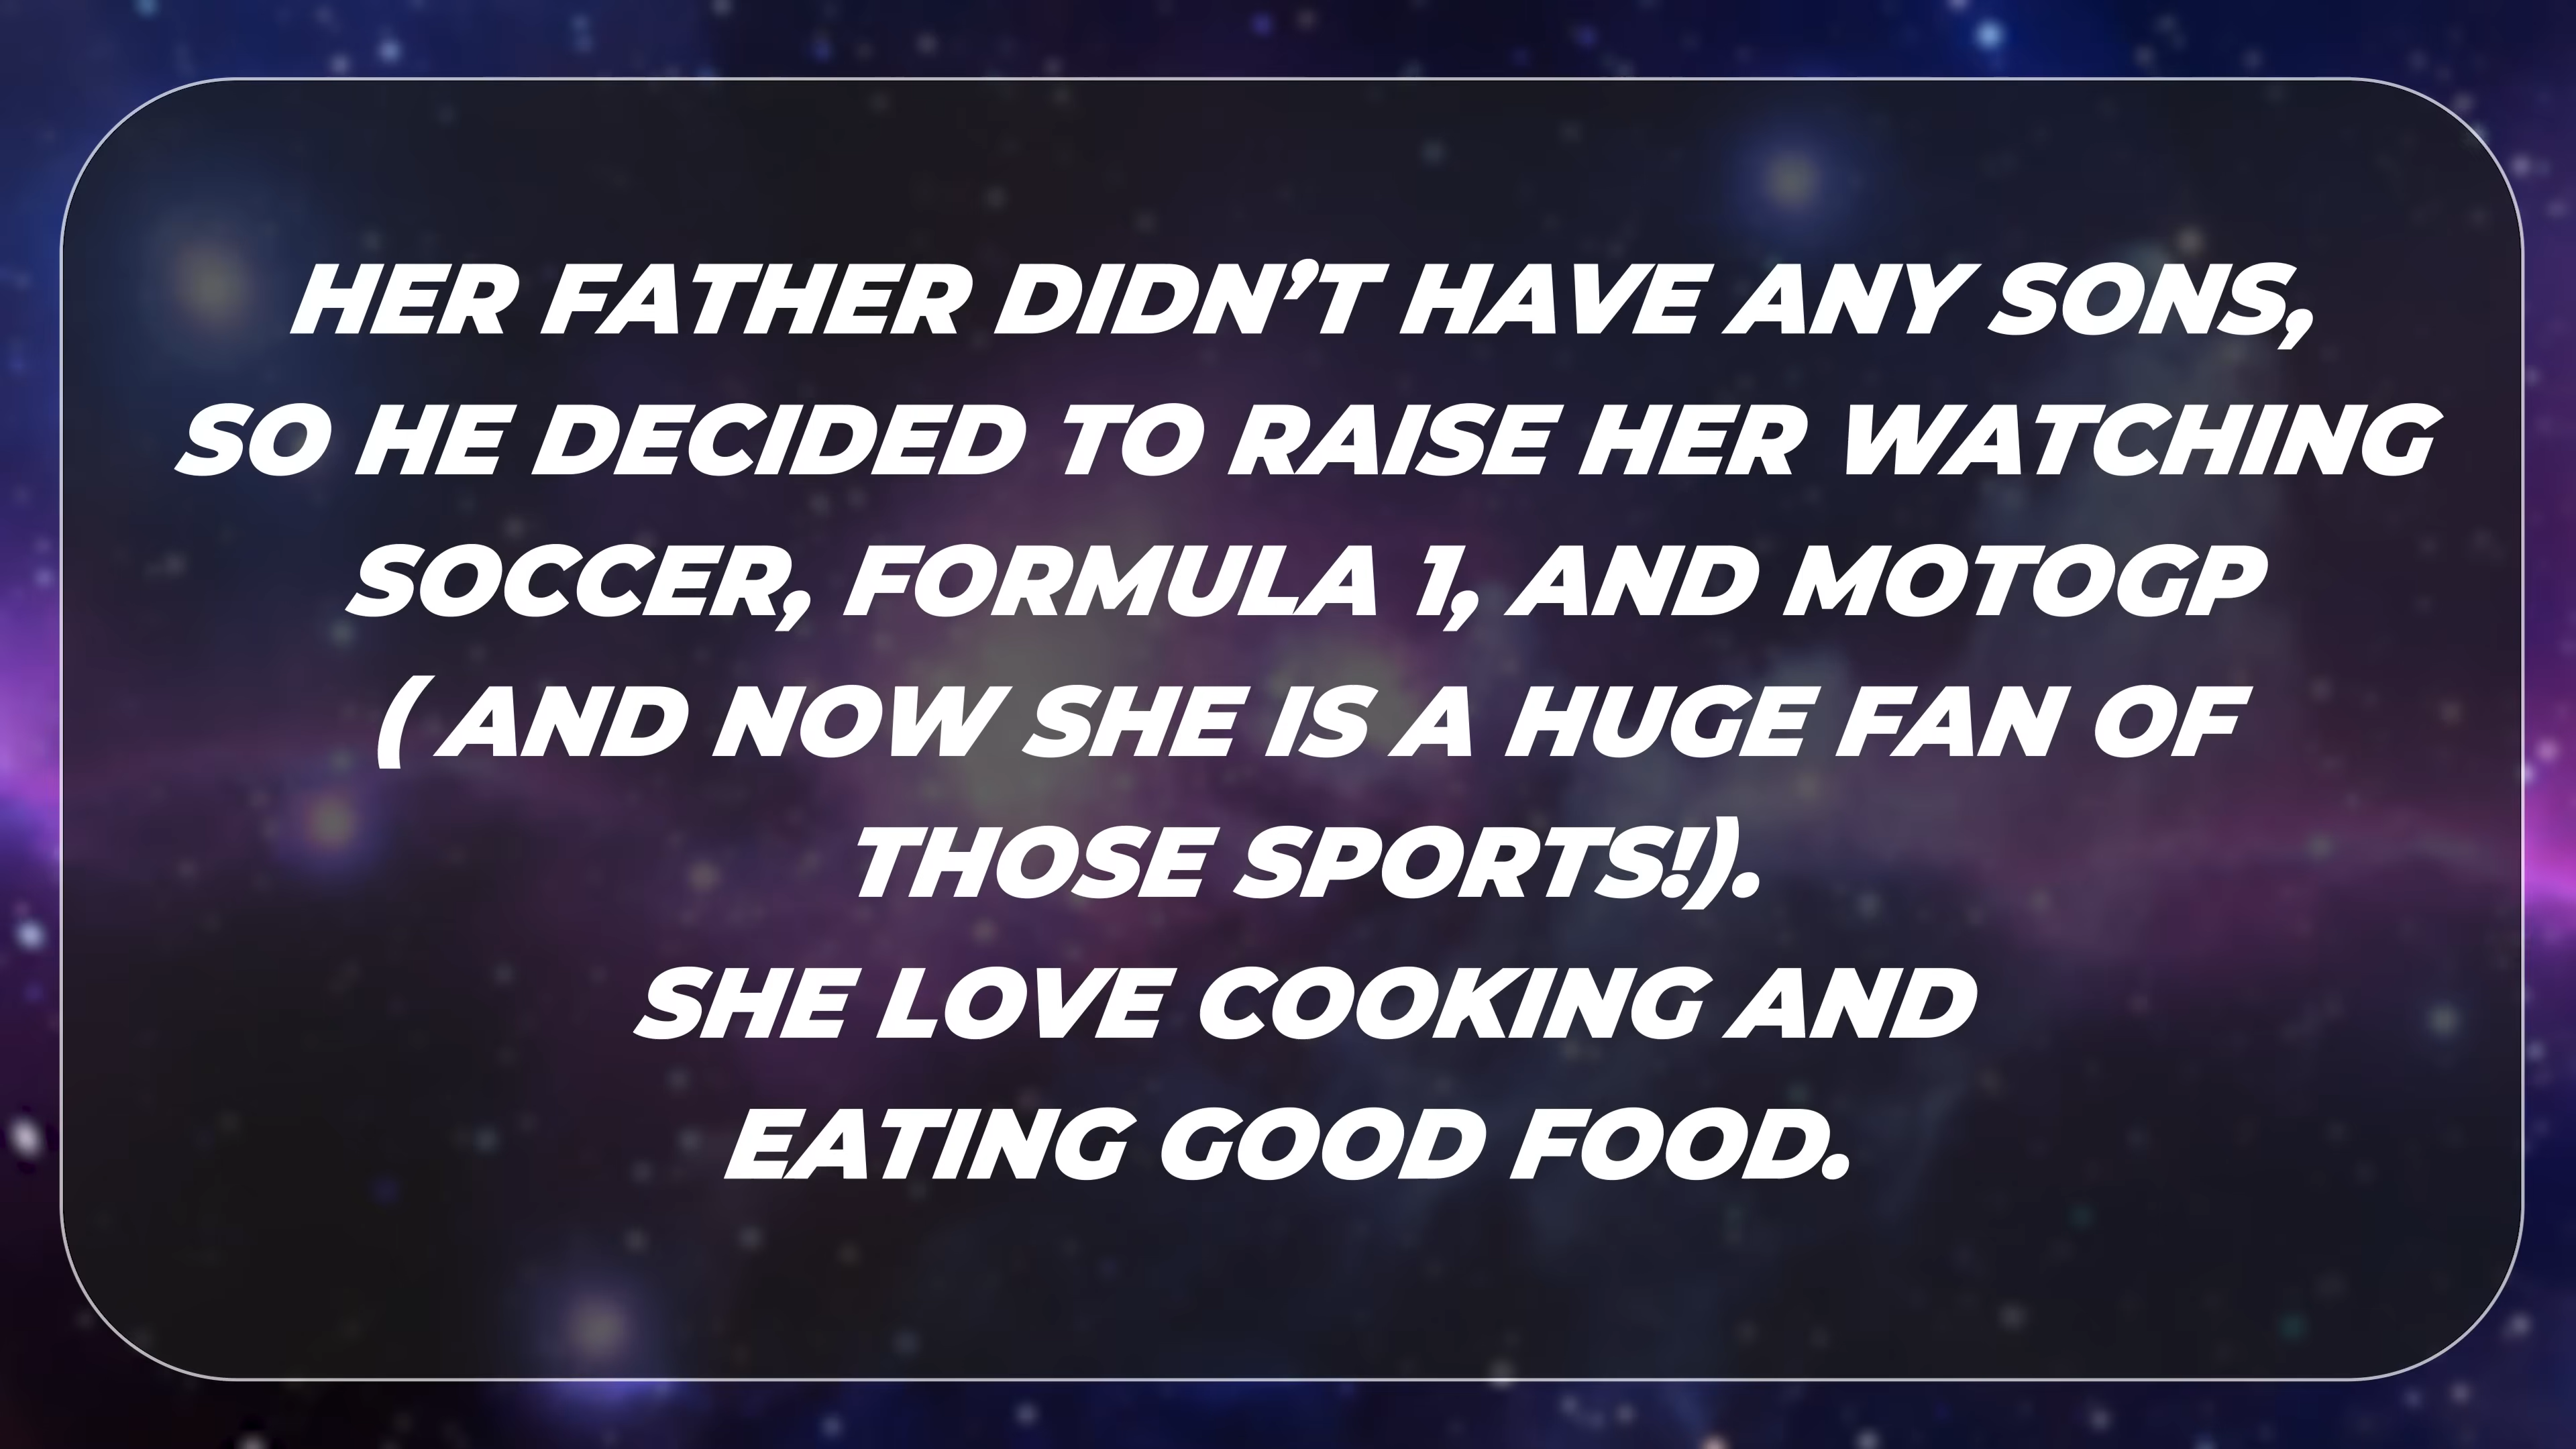 HER FATHER DIDN’T HAVE ANY SONS,
SO HE DECIDED TO RAISE HER WATCHING
SOCCER, FORMULA 1, AND MOTOGP
( AND NOW SHE IS A HUGE FAN OF
THOSE SPORTS!).
SHE LOVE COOKING AND
EATING GOOD FOOD.